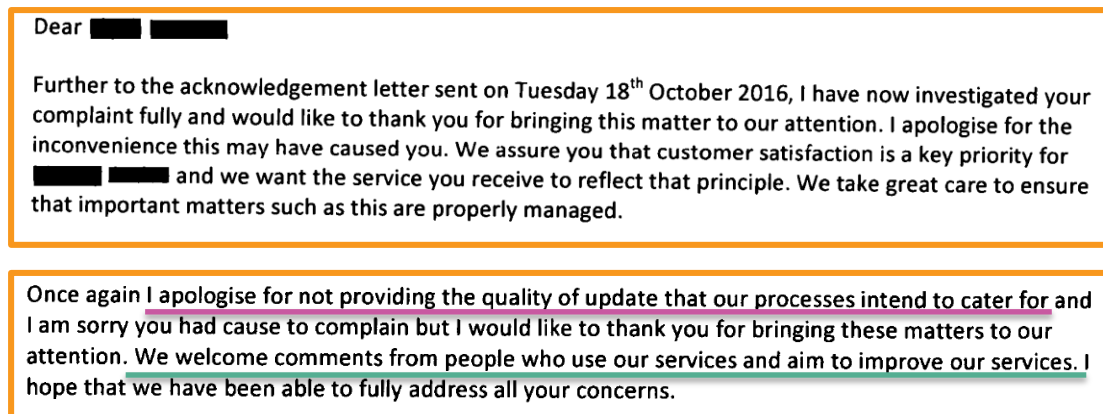 Dear
Further to the acknowledgement letter sent on Tuesday 18th October 2016, I have now investigated your
complaint fully and would like to thank you for bringing this matter to our attention. I apologise for the
inconvenience this may have caused you. We assure you that customer satisfaction is a key priority for
and we want the service you receive to reflect that principle. We take great care to ensure
that important matters such as this are properly managed.
Once again I apologise for not providing the quality of update that our processes intend to cater for and
I am sorry you had cause to complain but I would like to thank you for bringing these matters to our
attention. We welcome comments from people who use our services and aim to improve our services. I
hope that we have been able to fully address all your concerns.